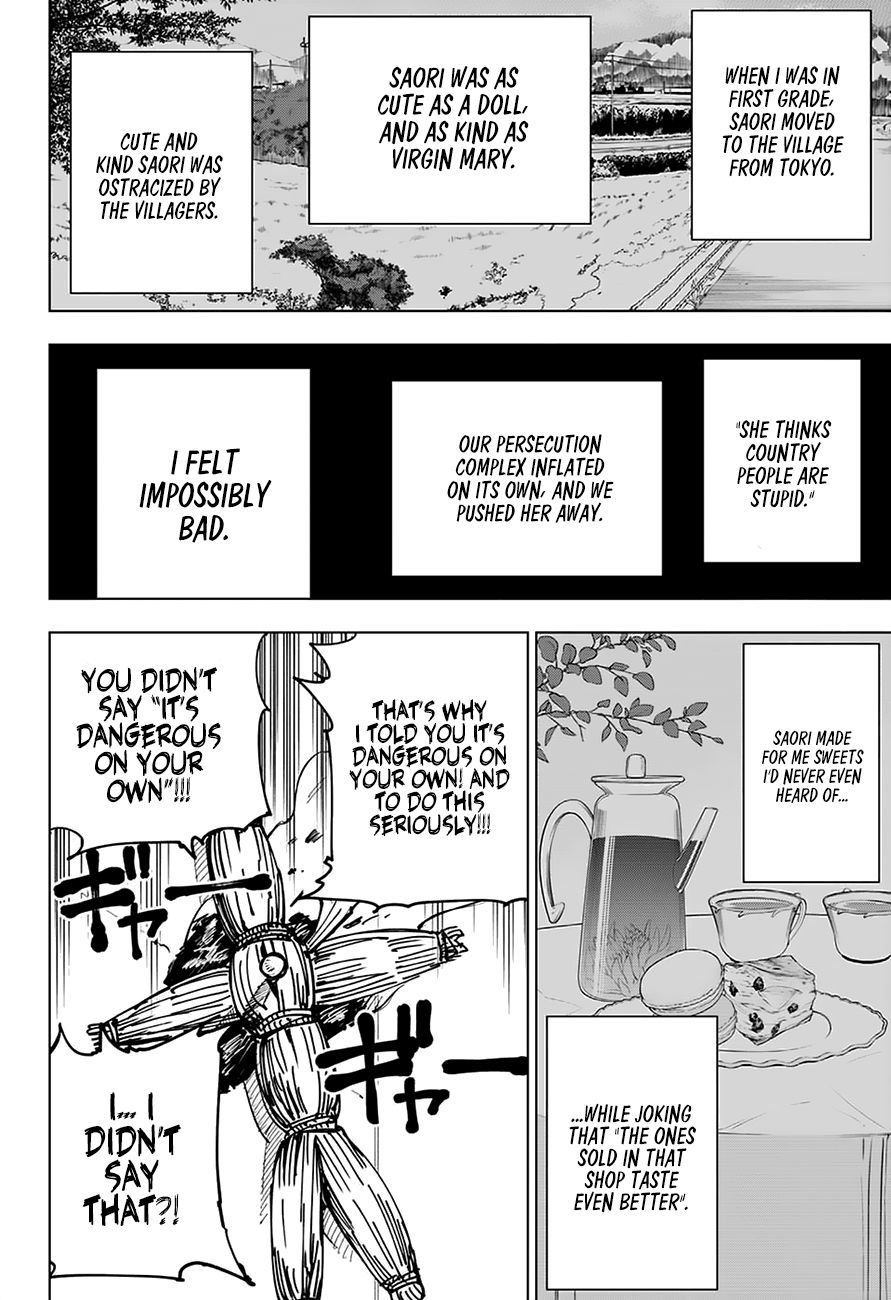 WHEN I WAS IN
FIRST GRADE,
SAORI MOVED
TO THE VILLAGE
FROM TOKYO.
SAORI WAS AS
CUTE AS A DOLL,
AND AS KIND AS
VIRGIN MARY.
CUTE AND
KIND SAORI WAS
OSTRACIZED BY
THE VILLAGERS.
"SHE THINKS
COUNTRY
PEOPLE ARE
STUPID."
OUR PERSECUTION
COMPLEX INFLATED
ON ITS OWN, AND WE
PUSHED HER AWAY.
I FELT
IMPOSSIBLY
BAD.
SAORI MADE
FOR ME SWEETS
I'D NEVER EVEN
HEARD OF...
...WHILE JOKING
THAT "THE ONES
SOLD IN THAT
SHOP TASTE
EVEN BETTER".
THAT'S WHY
I TOLD YOU IT'S
DANGEROUS ON
YOUR OWN! AND
TO DO THIS
SERIOUSLY!!!
YOU DIDN'T
SAY "IT'S
DANGEROUS
ON YOUR
OWN"!!!
ギャー
ギャー
I... I
DIDN'T
SAY
THAT?!